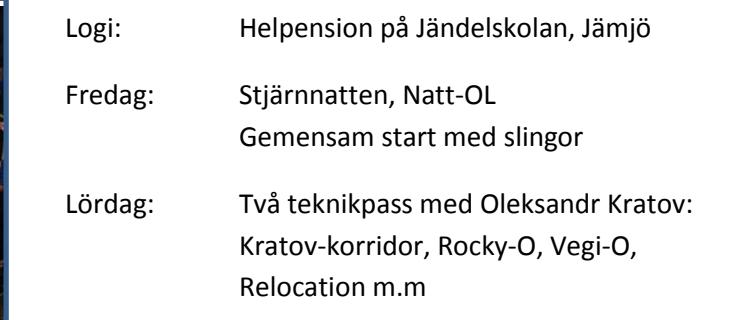 Logi: Helpension på Jändelskolan, Jämjö
Fredag: Stjärnnatten, Natt-OL
Gemensam start med slingor
Lördag: Två teknikpass med Oleksandr Kratov:
Kratov-korridor, Rocky-O, Vegi-O,
Relocation m.m